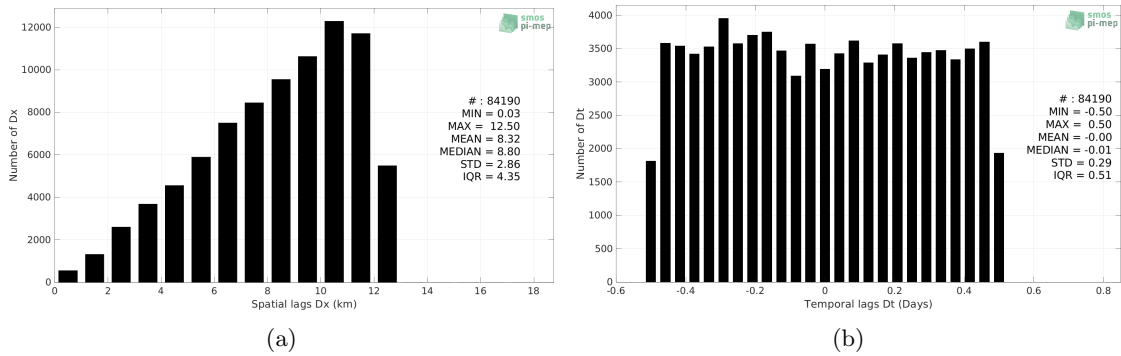 smos
pi-mep
12000
10000
8000
6000
4000
2000
0
Number of Dx
# : 84190
MIN = 0.03
MAX = 12.50
MEAN = 8.32
MEDIAN = 8.80
STD = 2.86
IQR = 4.35
0 2 4 6 8 10 12 14 16 18
Spatial lags Dx (km)
(a)
smos
pi-mep
4000
3500
3000
2500
2000
1500
1000
500
0
Number of Dt
# : 84190
MIN = -0.50
MAX = 0.50
MEAN = -0.00
MEDIAN = -0.01
STD = 0.29
IQR = 0.51
-0.6 -0.4 -0.2 0 0.2 0.4 0.6 0.8
Temporal lags Dt (Days)
(b)